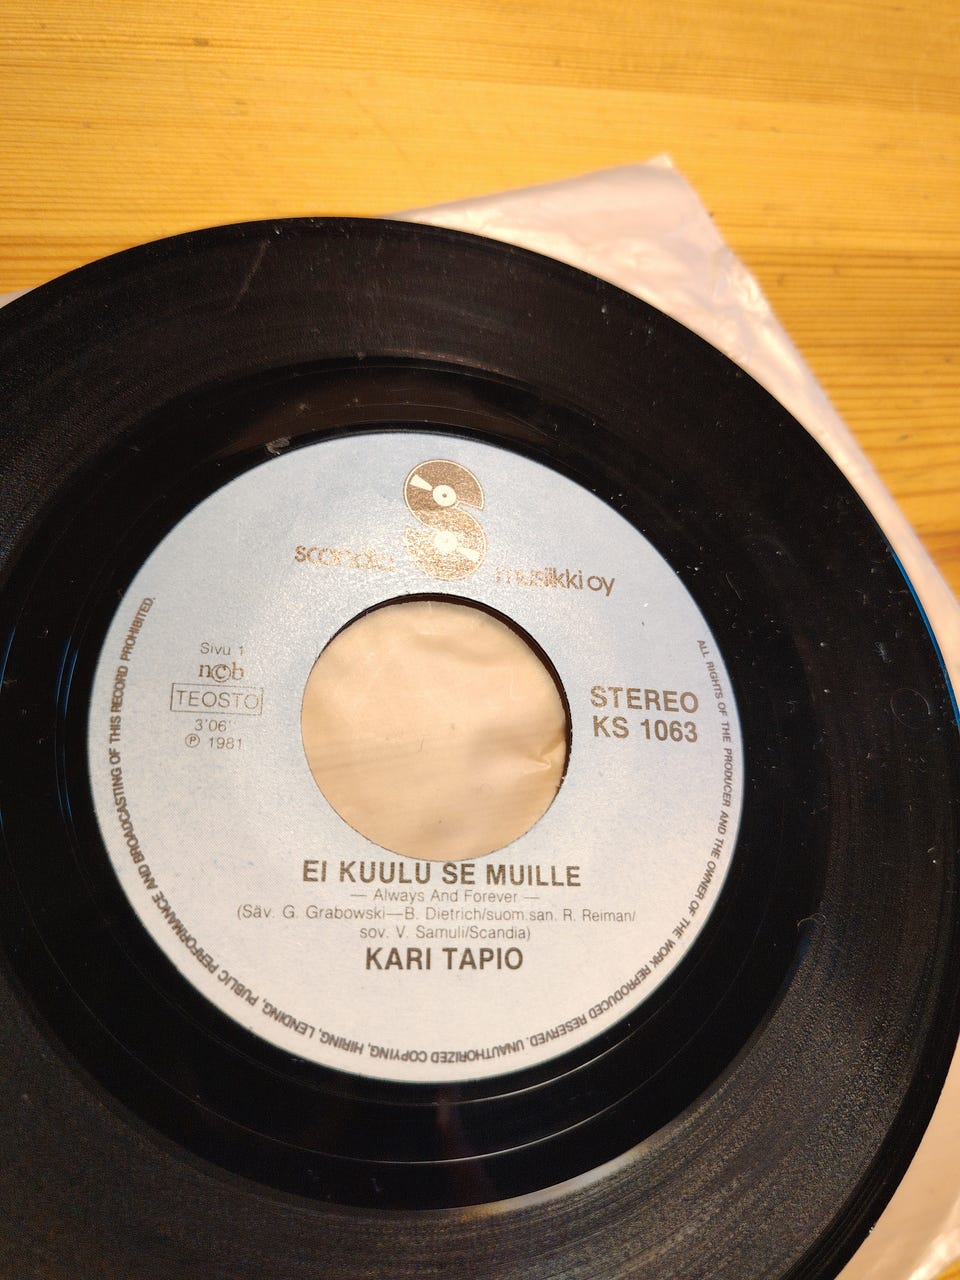 scandia musiikki oy
Sivu 1
n©b
TEOSTO
3'06"
℗ 1981
STEREO
KS 1063
EI KUULU SE MUILLE
— Always And Forever —
(Säv. G. Grabowski—B. Dietrich/suom.san. R. Reiman/
sov. V. Samuli/Scandia)
KARI TAPIO
ALL RIGHTS OF THE PRODUCER AND THE OWNER OF THE WORK REPRODUCED RESERVED. UNAUTHORIZED COPYING, HIRING, LENDING, PUBLIC PERFORMANCE AND BROADCASTING OF THIS RECORD PROHIBITED.